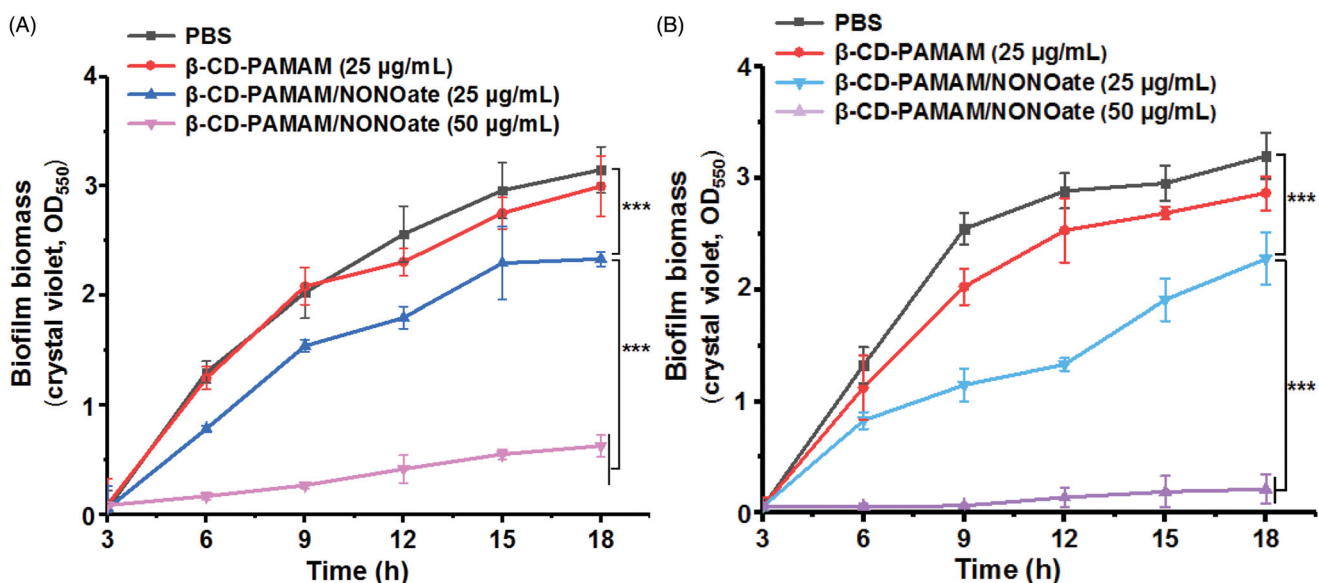 (A)
PBS
β-CD-PAMAM (25 µg/mL)
β-CD-PAMAM/NONOate (25 µg/mL)
β-CD-PAMAM/NONOate (50 µg/mL)
Biofilm biomass
(crystal violet, OD550)
4
3
2
1
0
***
***
3 6 9 12 15 18
Time (h)
(B)
PBS
β-CD-PAMAM (25 µg/mL)
β-CD-PAMAM/NONOate (25 µg/mL)
β-CD-PAMAM/NONOate (50 µg/mL)
Biofilm biomass
(crystal violet, OD550)
4
3
2
1
0
***
***
3 6 9 12 15 18
Time (h)